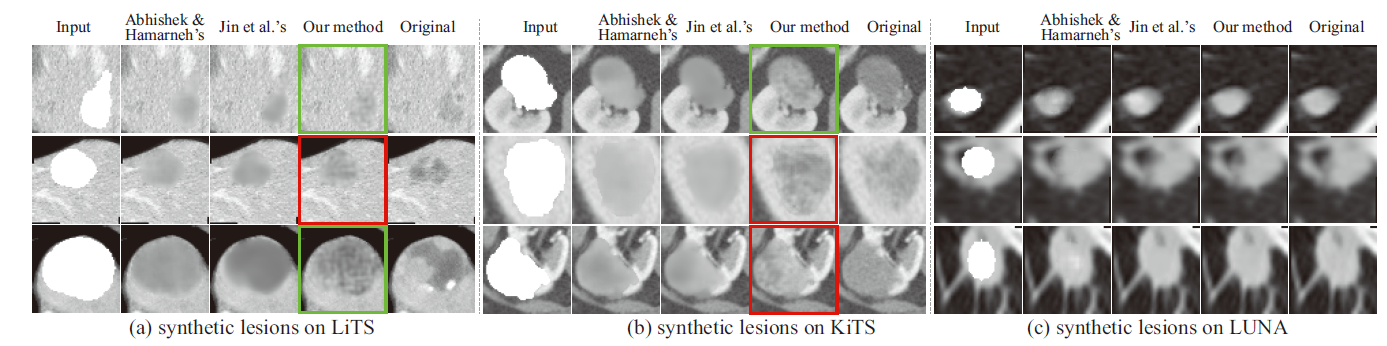 Input Abhishek & Hamarneh's Jin et al.'s Our method Original
Input Abhishek & Hamarneh's Jin et al.'s Our method Original
Input Abhishek & Hamarneh's Jin et al.'s Our method Original
(a) synthetic lesions on LiTS
(b) synthetic lesions on KiTS
(c) synthetic lesions on LUNA